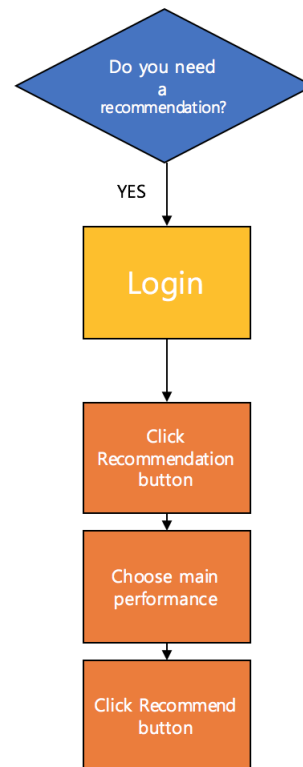 Do you need
a
recommendation?
YES
Login
Click
Recommendation
button
Choose main
performance
Click Recommend
button